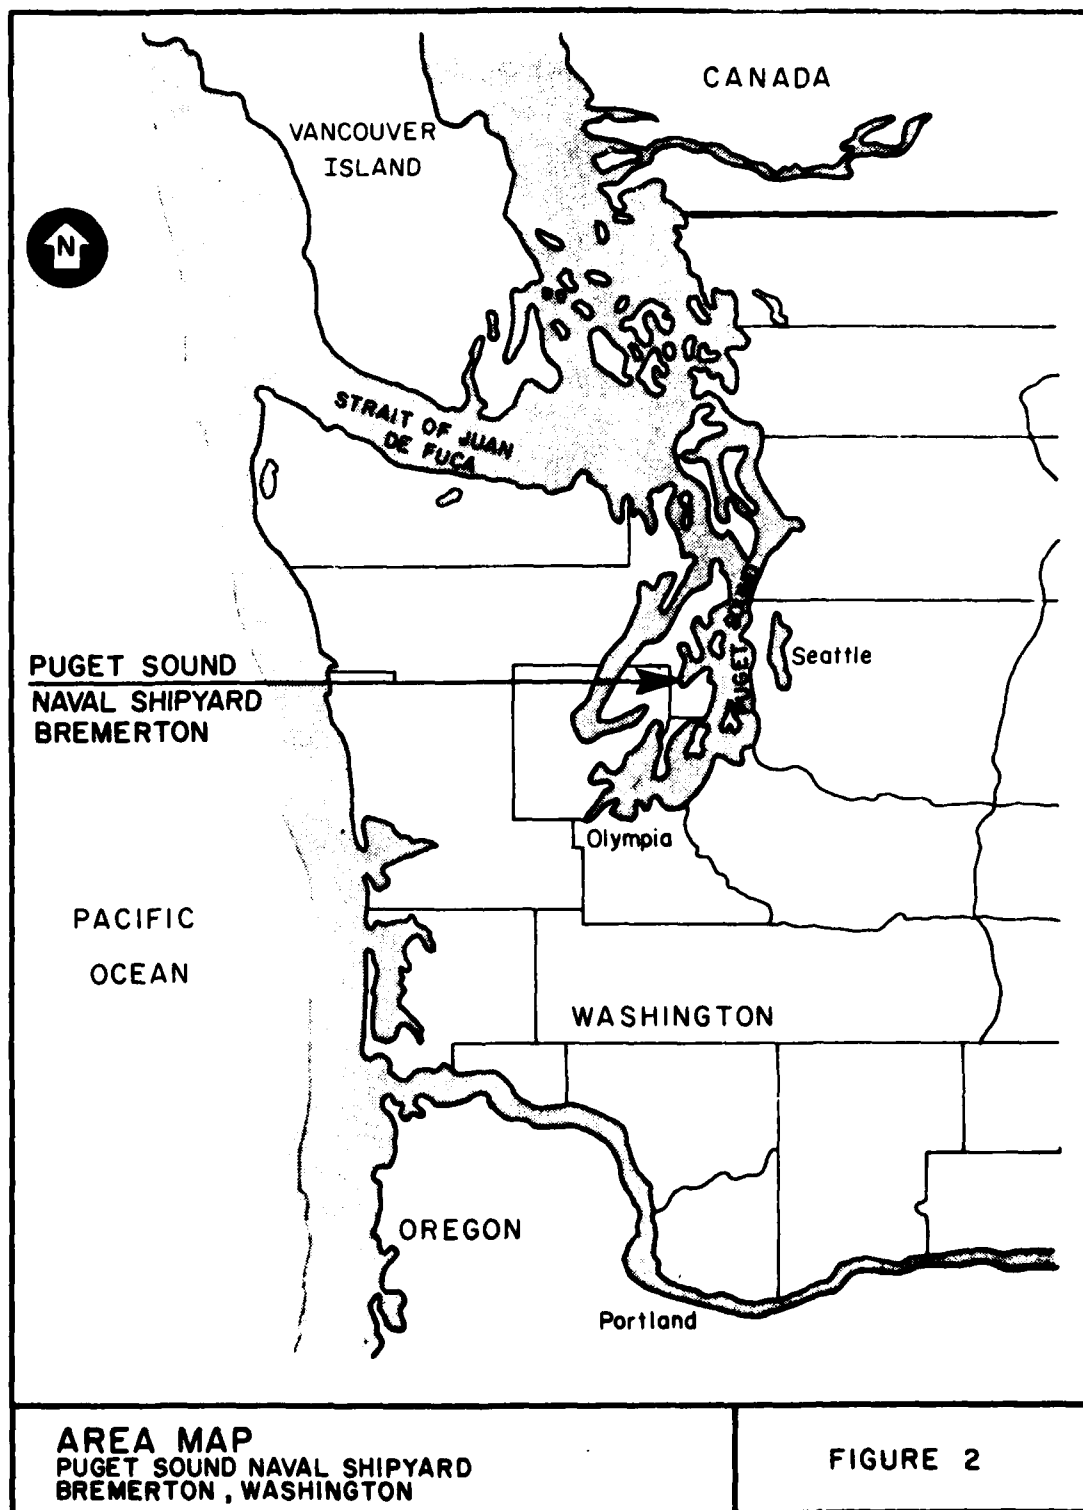 CANADA
VANCOUVER
ISLAND
N
STRAIT OF JUAN
DE FUCA
PUGET SOUND
Seattle
PUGET SOUND
NAVAL SHIPYARD
BREMERTON
Olympia
PACIFIC
OCEAN
WASHINGTON
OREGON
Portland
AREA MAP
PUGET SOUND NAVAL SHIPYARD
BREMERTON , WASHINGTON
FIGURE 2